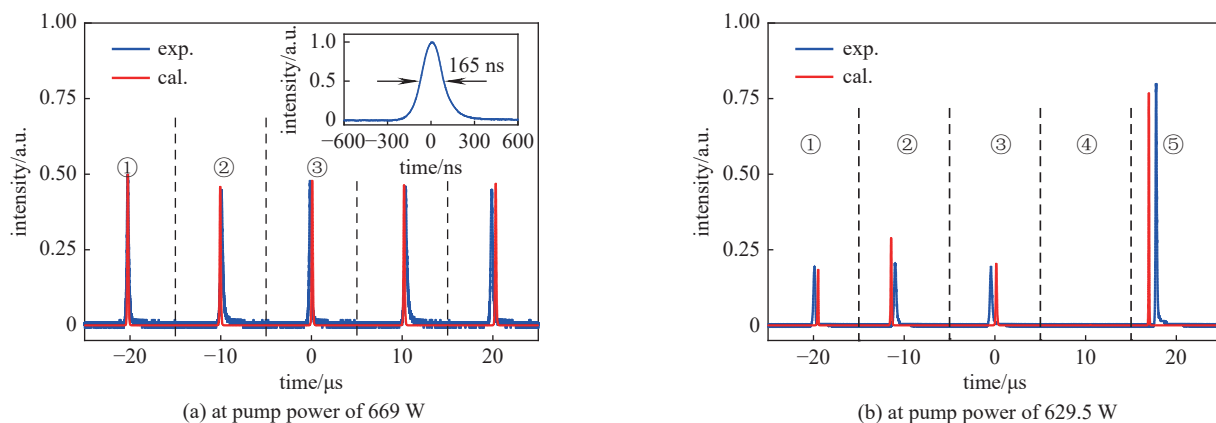 1.00
0.75
0.50
0.25
0
intensity/a.u.
exp.
cal.
intensity/a.u.
1.0
0.5
0
165 ns
−600−300 0 300 600
time/ns
① ② ③
−20 −10 0 10 20
time/μs
(a) at pump power of 669 W
1.00
0.75
0.50
0.25
0
intensity/a.u.
exp.
cal.
① ② ③ ④ ⑤
−20 −10 0 10 20
time/μs
(b) at pump power of 629.5 W